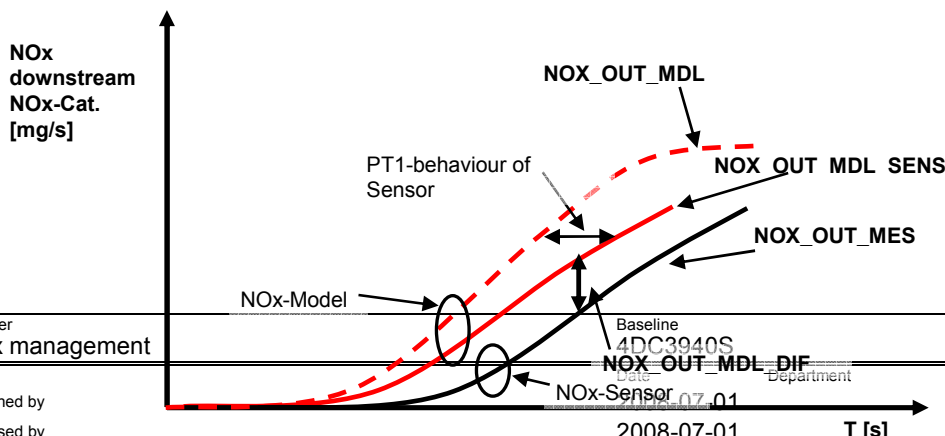 NOx
downstream
NOx-Cat.
[mg/s]
NOX_OUT_MDL
PT1-behaviour of
Sensor
NOX_OUT_MDL_SENS
NOX_OUT_MES
NOx-Model
er
x management
Baseline
4DC3940S
NOX_OUT_MDL_DIF
Date
Department
NOx-Sensor
ned by
2008-07-01
sed by
2008-07-01
T [s]